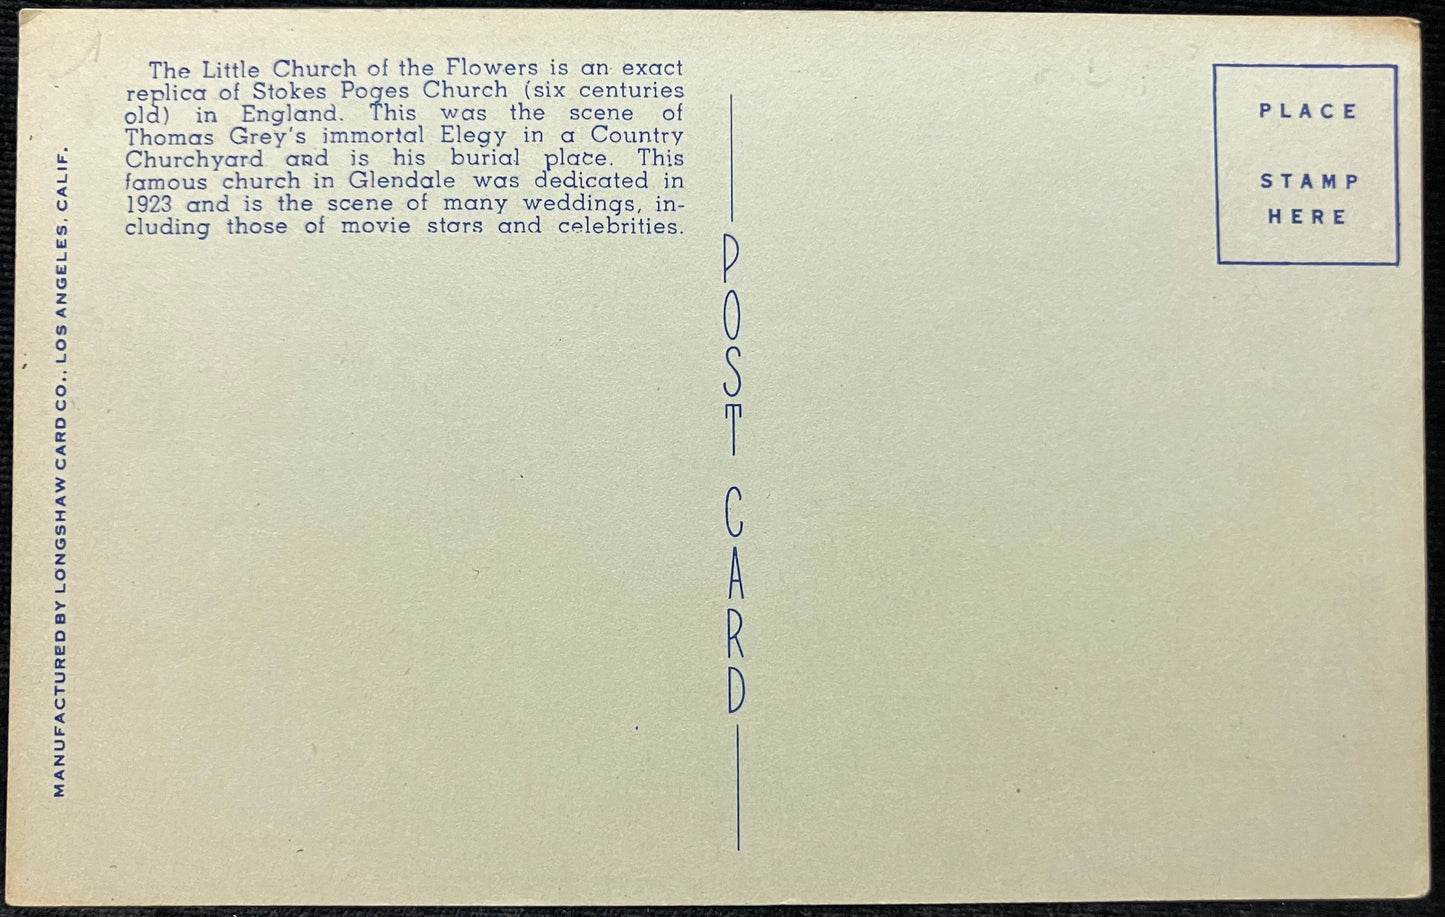 The Little Church of the Flowers is an exact
replica of Stokes Poges Church (six centuries
old) in England. This was the scene of
Thomas Grey's immortal Elegy in a Country
Churchyard and is his burial place. This
famous church in Glendale was dedicated in
1923 and is the scene of many weddings, in-
cluding those of movie stars and celebrities.
MANUFACTURED BY LONGSHAW CARD CO., LOS ANGELES, CALIF.
POST CARD
PLACE
STAMP
HERE